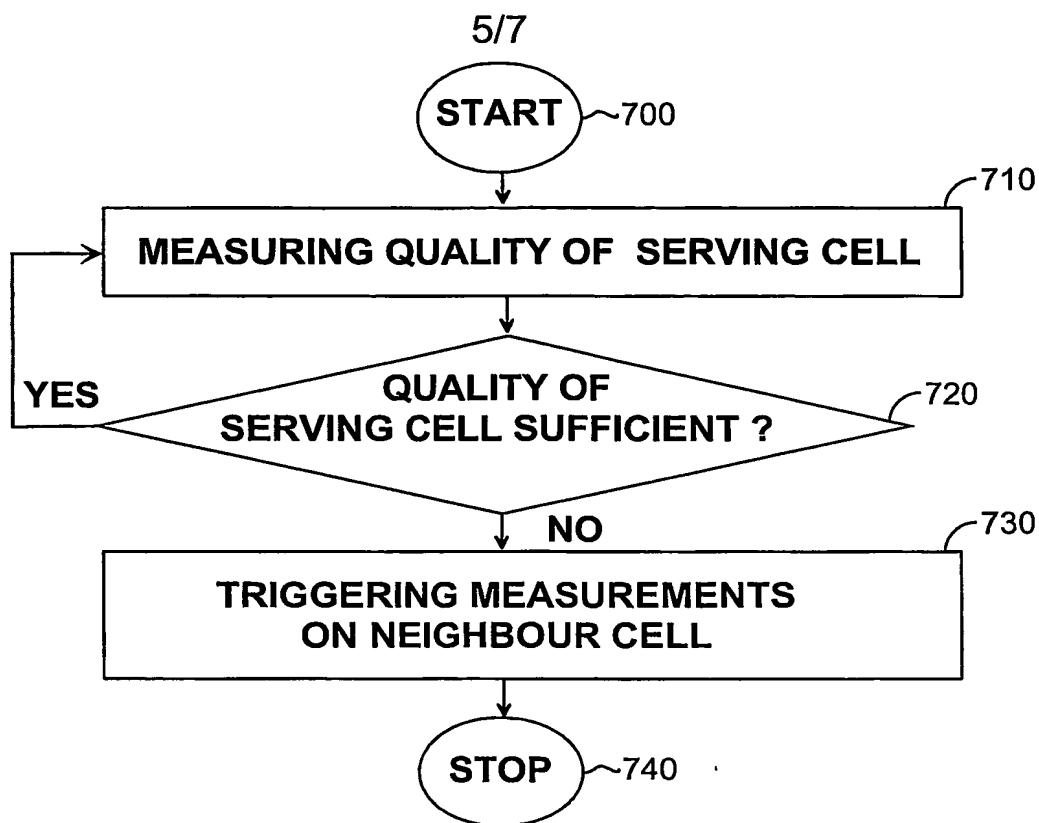 5/7
START
700
710
MEASURING QUALITY OF SERVING CELL
YES
QUALITY OF
SERVING CELL SUFFICIENT ?
720
NO
730
TRIGGERING MEASUREMENTS
ON NEIGHBOUR CELL
STOP
740